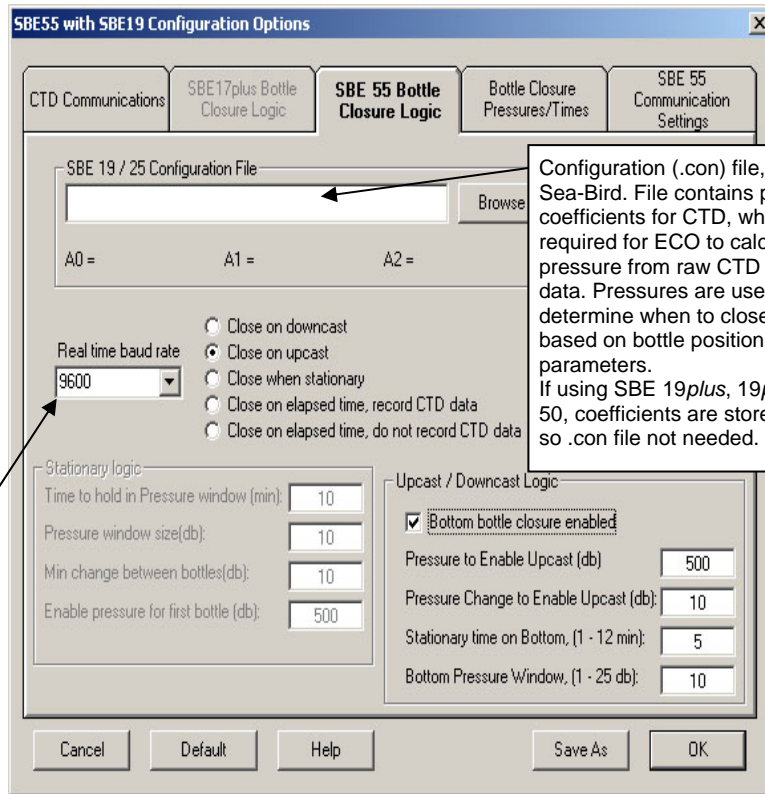 SBE55 with SBE19 Configuration Options
X
CTD Communications
SBE17plus Bottle
Closure Logic
SBE 55 Bottle
Closure Logic
Bottle Closure
Pressures/Times
SBE 55
Communication
Settings
SBE 19 / 25 Configuration File
Browse
A0 = A1 = A2 =
Configuration (.con) file,
Sea-Bird. File contains
coefficients for CTD,
required for ECO to
pressure from raw CTD
data. Pressures are
determine when to close
based on bottle position
parameters.
If using SBE 19plus,
50, coefficients are
so .con file not needed.
Real time baud rate
9600
Close on downcast
Close on upcast
Close when stationary
Close on elapsed time, record CTD data
Close on elapsed time, do not record CTD data
Stationary logic
Time to hold in Pressure window (min): 10
Pressure window size(db): 10
Min change between bottles(db): 10
Enable pressure for first bottle (db): 500
Upcast / Downcast Logic
Bottom bottle closure enabled
Pressure to Enable Upcast (db) 500
Pressure Change to Enable Upcast (db): 10
Stationary time on Bottom, (1 - 12 min): 5
Bottom Pressure Window, (1 - 25 db): 10
Cancel Default Help Save As OK